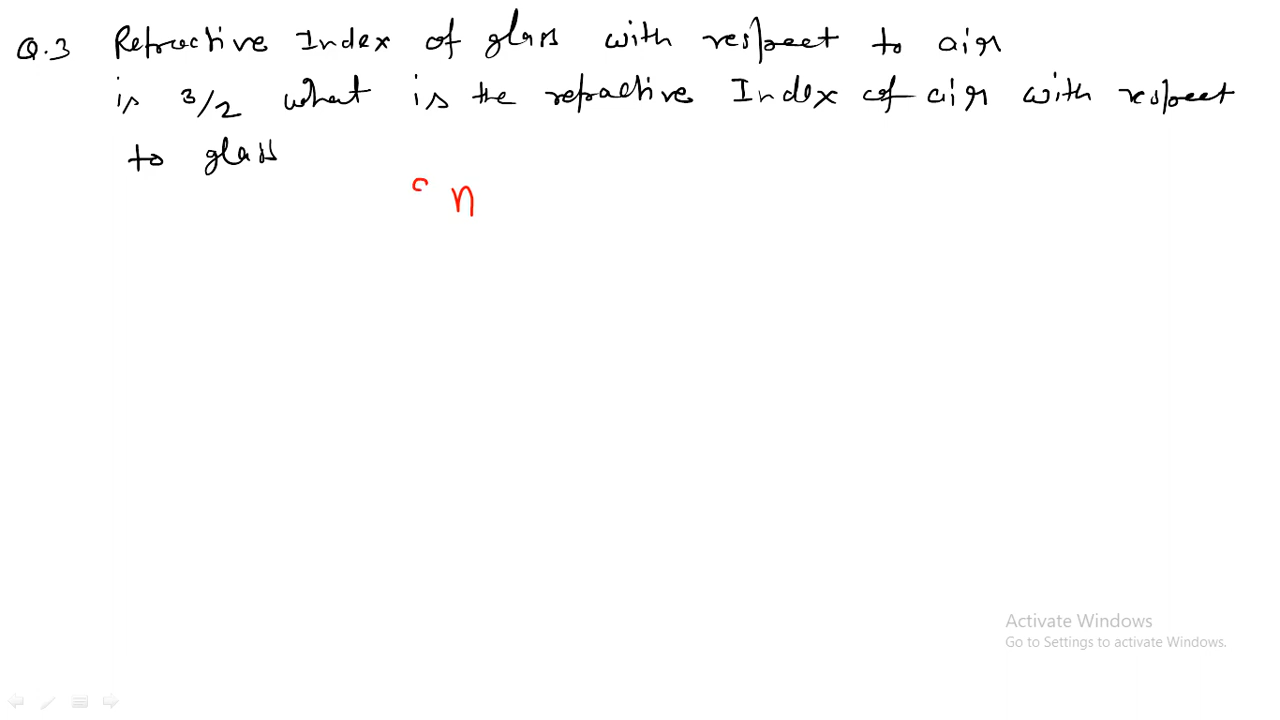 Q.3 Refractive Index of glass with respect to air
is 3/2 what is the refractive Index of air with respect
to glass
n
Activate Windows
Go to Settings to activate Windows.